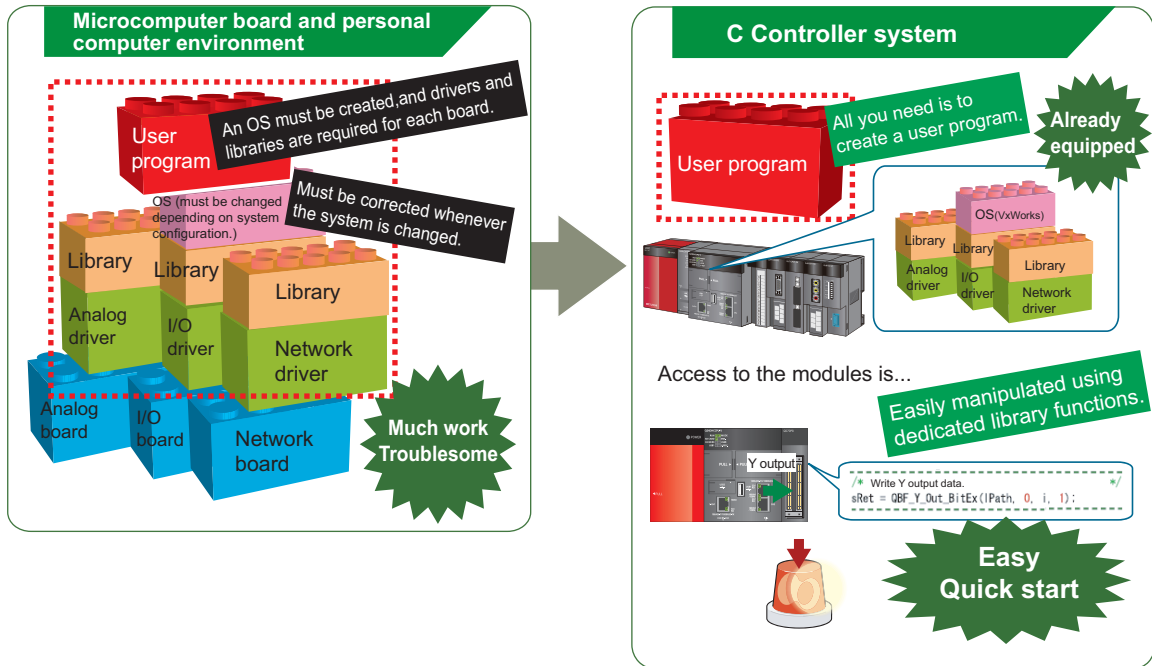 Microcomputer board and personal
computer environment
User
program
An OS must be created,and drivers and
libraries are required for each board.
OS (must be changed
depending on system
configuration.)
Must be corrected whenever
the system is changed.
Library
Library
Library
Analog
driver
I/O
driver
Network
driver
Analog
board
I/O
board
Network
board
Much work
Troublesome
C Controller system
User program
All you need is to
create a user program.
Already
equipped
OS(VxWorks)
Library
Library
Library
Analog
driver
I/O
driver
Network
driver
Access to the modules is...
Easily manipulated using
dedicated library functions.
Y output
/* Write Y output data. */
sRet = QBF_Y_Out_BitEx(lPath, 0, i, 1);
Easy
Quick start